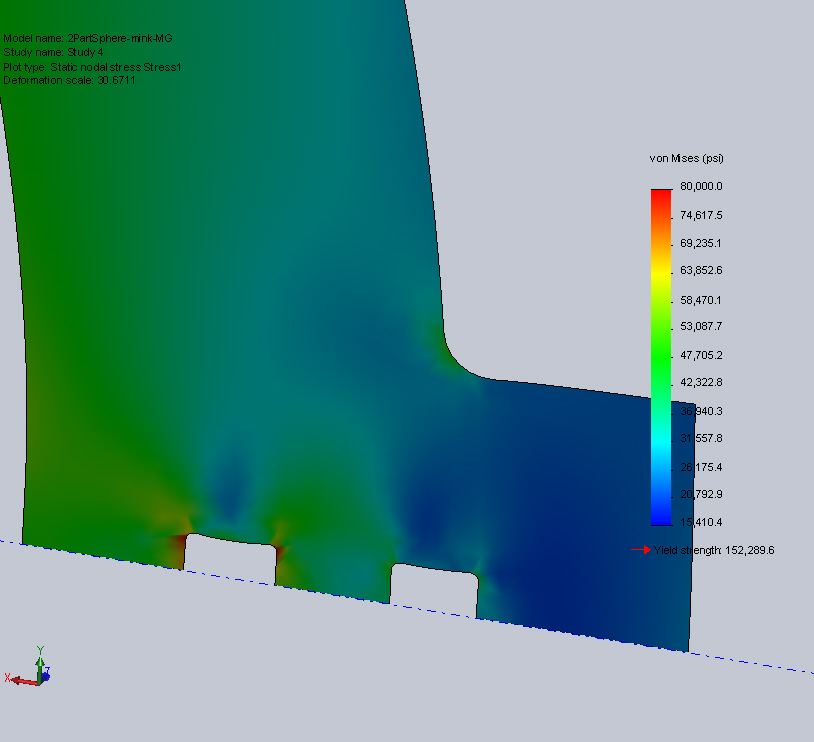 Model name: 2PartSphere-mink-MG
Study name: Study 4
Plot type: Static nodal stress Stress1
Deformation scale: 30.6711
von Mises (psi)
80,000.0
74,617.5
69,235.1
63,852.6
58,470.1
53,087.7
47,705.2
42,322.8
36,940.3
31,557.8
26,175.4
20,792.9
15,410.4
Yield strength: 152,289.6
Y
X
Z